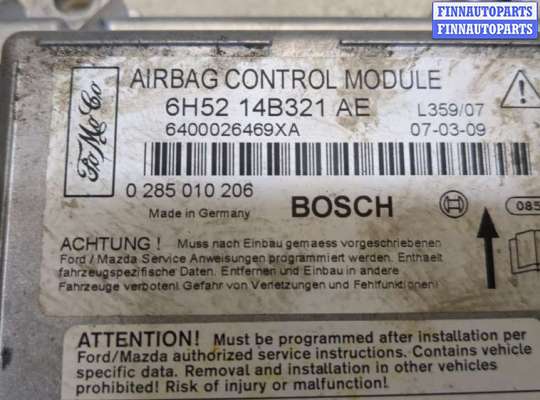 FINNAUTOPARTS
FINNAUTOPARTS
FoMoCo
AIRBAG CONTROL MODULE
6H52 14B321 AE
L359/07
6400026469XA
07-03-09
0 285 010 206
Made in Germany
BOSCH
085
ACHTUNG ! Muss nach Einbau gemaess vorgeschriebenen
Ford / Mazda Service Anweisungen programmiert werden. Enthält
fahrzeugspezifische Daten. Entfernen und Einbau in andere
Fahrzeuge verboten! Gefahr von Verletzungen und Fehlfunktionen!
ATTENTION! Must be programmed after installation per
Ford/Mazda authorized service instructions. Contains vehicle
specific data. Removal and installation in other vehicles
prohibited! Risk of injury or malfunction!